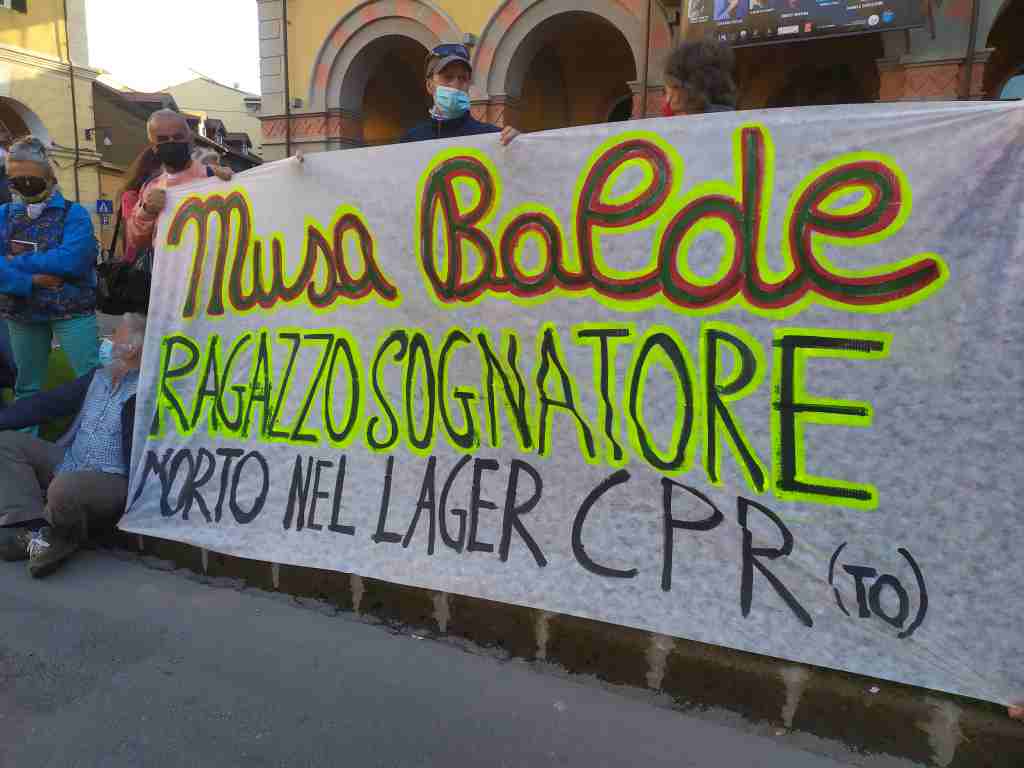 Musa Balde
RAGAZZO SOGNATORE
MORTO NEL LAGER CPR (TO)